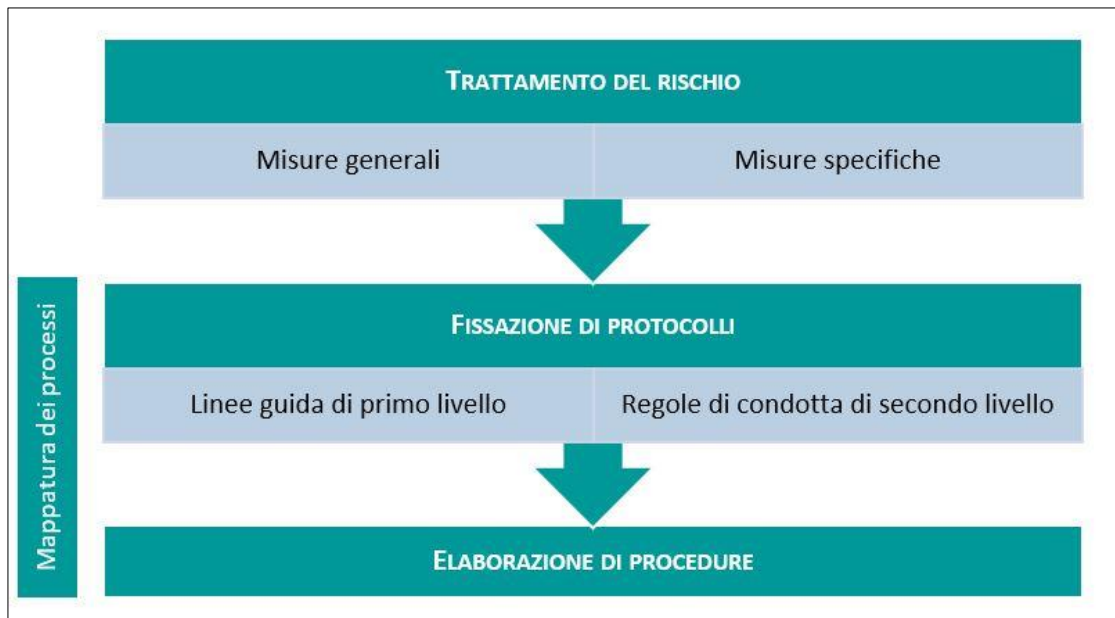 TRATTAMENTO DEL RISCHIO
Misure generali
Misure specifiche
Mappatura dei processi
FISSAZIONE DI PROTOCOLLI
Linee guida di primo livello
Regole di condotta di secondo livello
ELABORAZIONE DI PROCEDURE